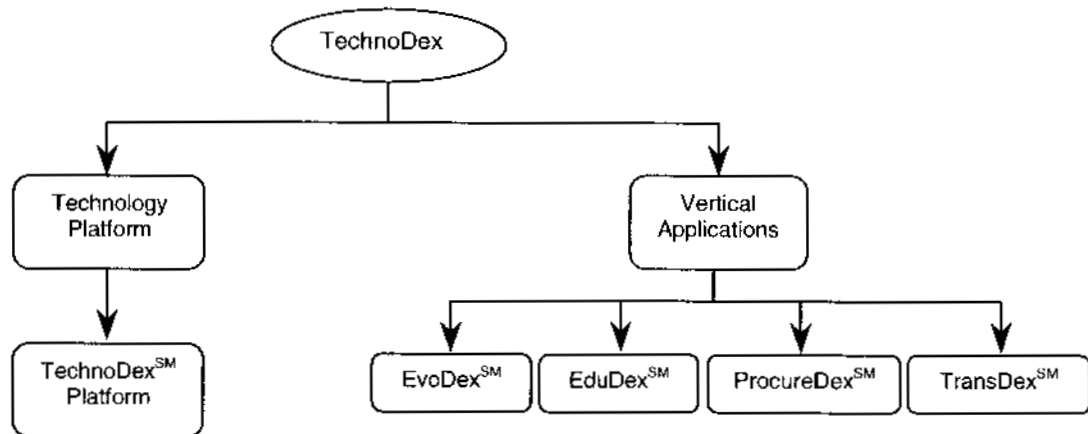 TechnoDex
Technology
Platform
Vertical
Applications
TechnoDex℠
Platform
EvoDex℠
EduDex℠
ProcureDex℠
TransDex℠